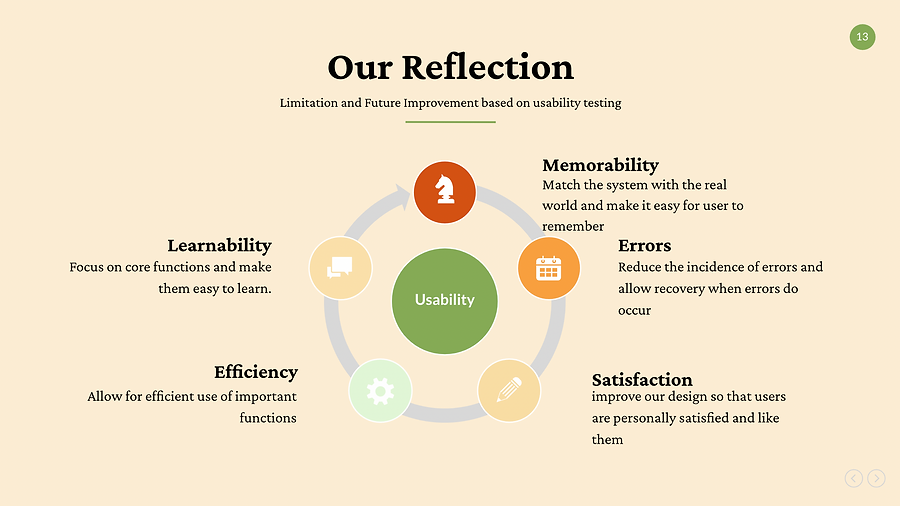 13
Our Reflection
Limitation and Future Improvement based on usability testing
Memorability
Match the system with the real
world and make it easy for user to
remember
Learnability
Focus on core functions and make
them easy to learn.
Errors
Reduce the incidence of errors and
allow recovery when errors do
occur
Usability
Efficiency
Allow for efficient use of important
functions
Satisfaction
improve our design so that users
are personally satisfied and like
them